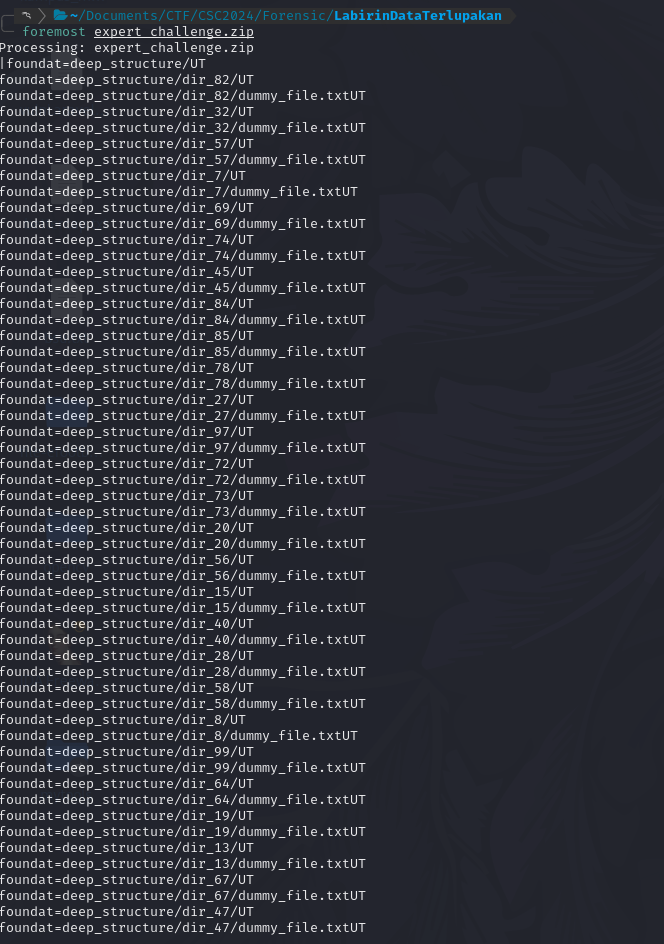 ~/Documents/CTF/CSC2024/Forensic/LabirinDataTerlupakan
foremost expert_challenge.zip
Processing: expert_challenge.zip
|foundat=deep_structure/UT
foundat=deep_structure/dir_82/UT
foundat=deep_structure/dir_82/dummy_file.txtUT
foundat=deep_structure/dir_32/UT
foundat=deep_structure/dir_32/dummy_file.txtUT
foundat=deep_structure/dir_57/UT
foundat=deep_structure/dir_57/dummy_file.txtUT
foundat=deep_structure/dir_7/UT
foundat=deep_structure/dir_7/dummy_file.txtUT
foundat=deep_structure/dir_69/UT
foundat=deep_structure/dir_69/dummy_file.txtUT
foundat=deep_structure/dir_74/UT
foundat=deep_structure/dir_74/dummy_file.txtUT
foundat=deep_structure/dir_45/UT
foundat=deep_structure/dir_45/dummy_file.txtUT
foundat=deep_structure/dir_84/UT
foundat=deep_structure/dir_84/dummy_file.txtUT
foundat=deep_structure/dir_85/UT
foundat=deep_structure/dir_85/dummy_file.txtUT
foundat=deep_structure/dir_78/UT
foundat=deep_structure/dir_78/dummy_file.txtUT
foundat=deep_structure/dir_27/UT
foundat=deep_structure/dir_27/dummy_file.txtUT
foundat=deep_structure/dir_97/UT
foundat=deep_structure/dir_97/dummy_file.txtUT
foundat=deep_structure/dir_72/UT
foundat=deep_structure/dir_72/dummy_file.txtUT
foundat=deep_structure/dir_73/UT
foundat=deep_structure/dir_73/dummy_file.txtUT
foundat=deep_structure/dir_20/UT
foundat=deep_structure/dir_20/dummy_file.txtUT
foundat=deep_structure/dir_56/UT
foundat=deep_structure/dir_56/dummy_file.txtUT
foundat=deep_structure/dir_15/UT
foundat=deep_structure/dir_15/dummy_file.txtUT
foundat=deep_structure/dir_40/UT
foundat=deep_structure/dir_40/dummy_file.txtUT
foundat=deep_structure/dir_28/UT
foundat=deep_structure/dir_28/dummy_file.txtUT
foundat=deep_structure/dir_58/UT
foundat=deep_structure/dir_58/dummy_file.txtUT
foundat=deep_structure/dir_8/UT
foundat=deep_structure/dir_8/dummy_file.txtUT
foundat=deep_structure/dir_99/UT
foundat=deep_structure/dir_99/dummy_file.txtUT
foundat=deep_structure/dir_64/UT
foundat=deep_structure/dir_64/dummy_file.txtUT
foundat=deep_structure/dir_19/UT
foundat=deep_structure/dir_19/dummy_file.txtUT
foundat=deep_structure/dir_13/UT
foundat=deep_structure/dir_13/dummy_file.txtUT
foundat=deep_structure/dir_67/UT
foundat=deep_structure/dir_67/dummy_file.txtUT
foundat=deep_structure/dir_47/UT
foundat=deep_structure/dir_47/dummy_file.txtUT